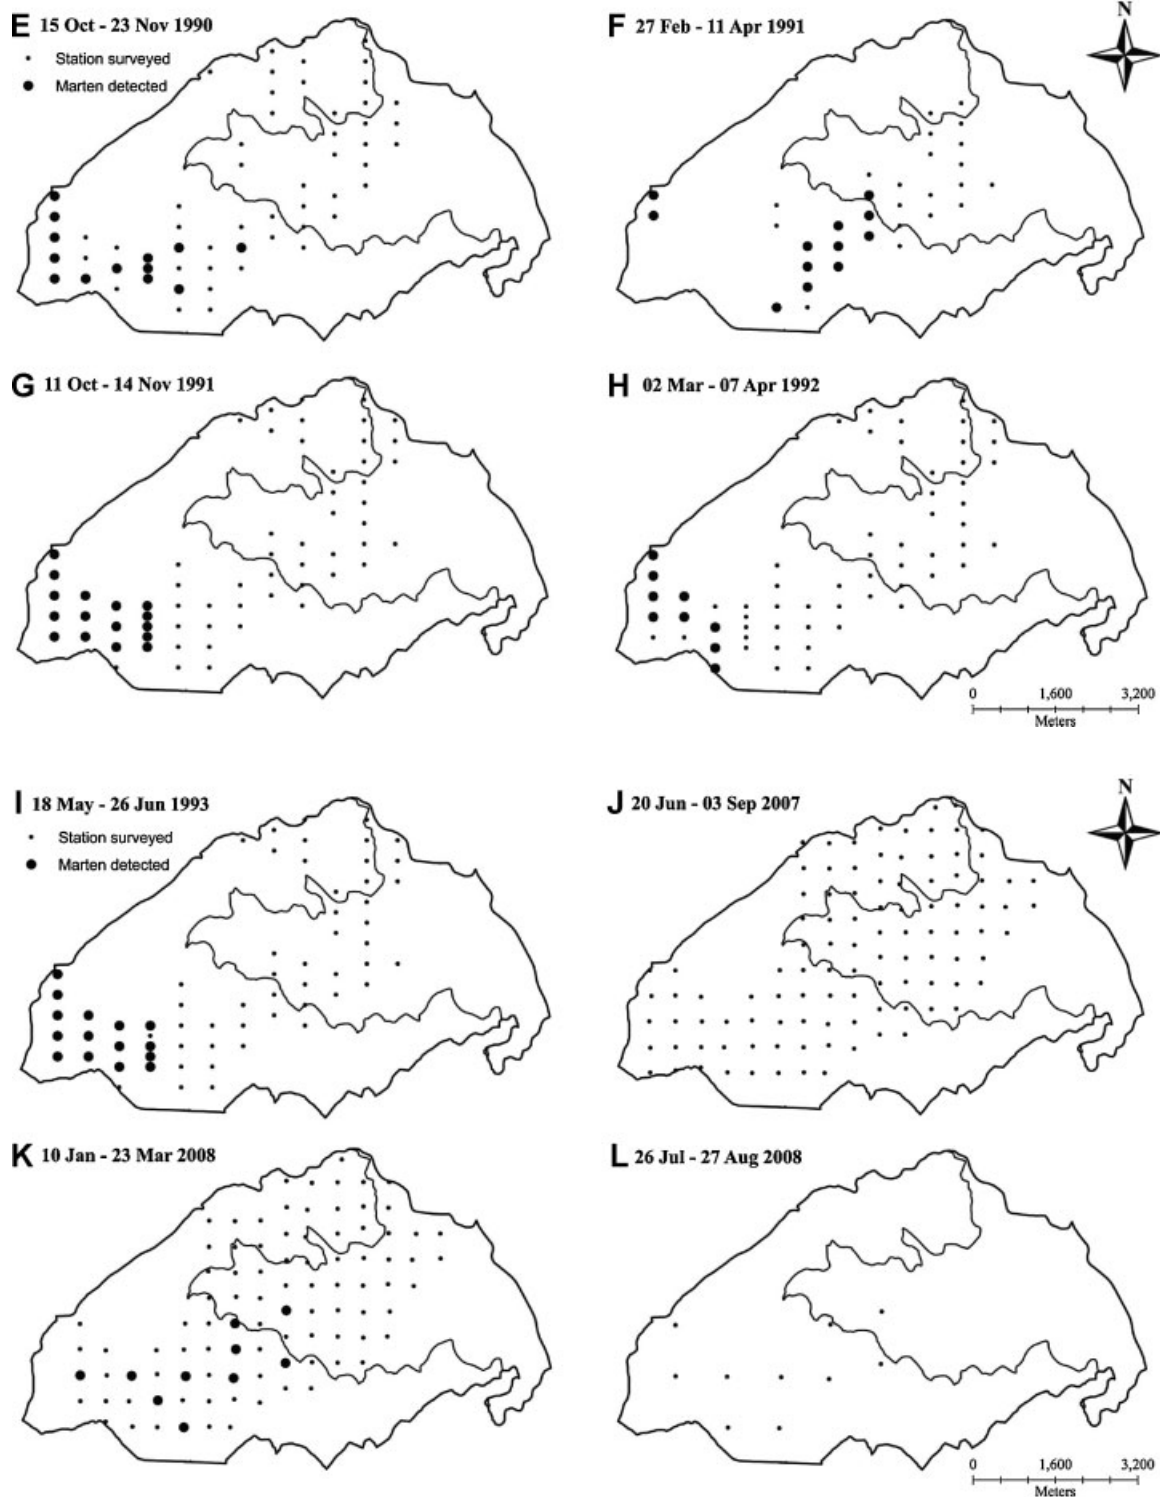 E 15 Oct - 23 Nov 1990
Station surveyed
Marten detected
F 27 Feb - 11 Apr 1991
N
G 11 Oct - 14 Nov 1991
H 02 Mar - 07 Apr 1992
0 1,600 3,200
Meters
I 18 May - 26 Jun 1993
Station surveyed
Marten detected
J 20 Jun - 03 Sep 2007
N
K 10 Jan - 23 Mar 2008
L 26 Jul - 27 Aug 2008
0 1,600 3,200
Meters